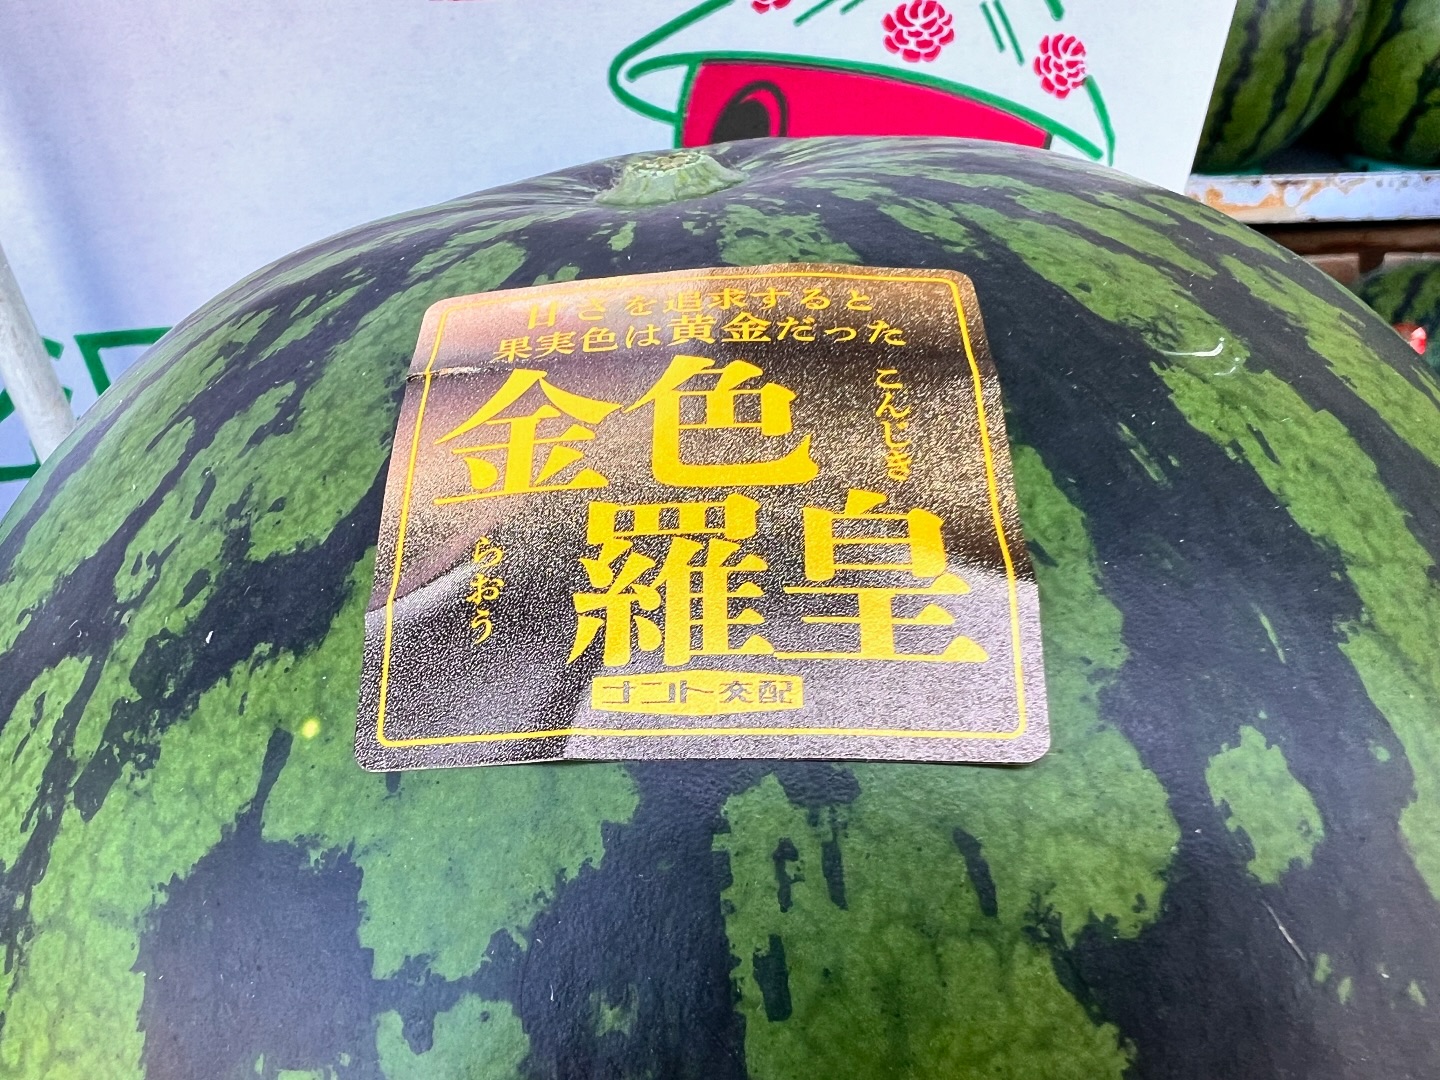 甘さを追求すると
果実色は黄金だった
金色
こんじき
羅皇
らおう
ナント交配